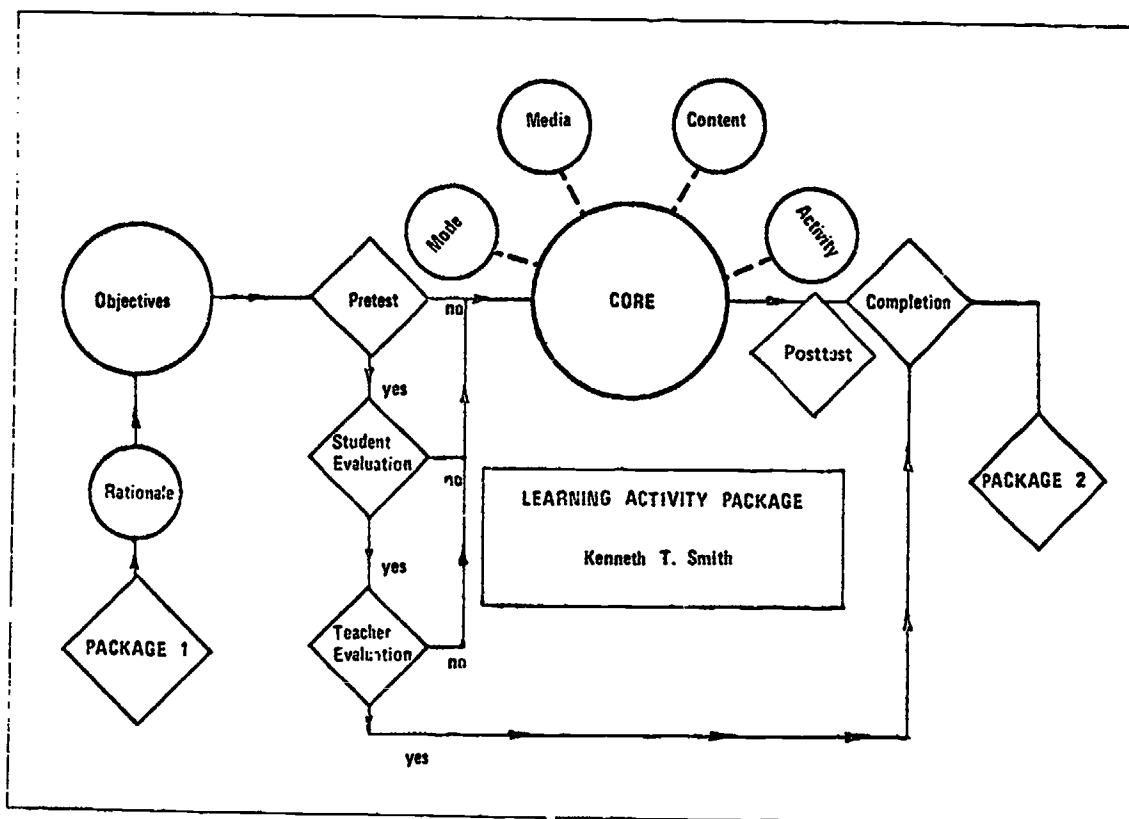 Media
Content
Mode
Activity
Objectives
Pretest
no
CORE
Completion
Posttest
yes
Student
Evaluation
no
Rationale
LEARNING ACTIVITY PACKAGE
Kenneth T. Smith
PACKAGE 2
yes
PACKAGE 1
Teacher
Evaluation
no
yes